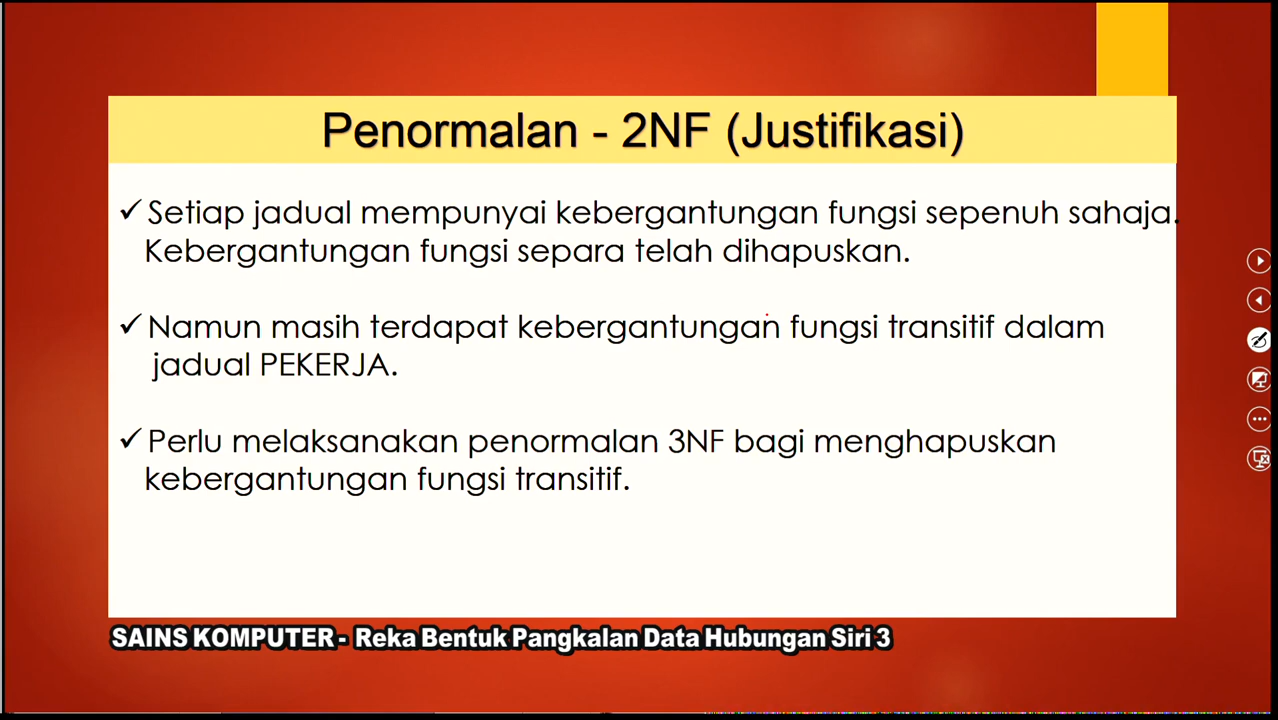 Penormalan - 2NF (Justifikasi)
✓Setiap jadual mempunyai kebergantungan fungsi sepenuh sahaja.
Kebergantungan fungsi separa telah dihapuskan.
✓Namun masih terdapat kebergantungan fungsi transitif dalam
jadual PEKERJA.
✓Perlu melaksanakan penormalan 3NF bagi menghapuskan
kebergantungan fungsi transitif.
SAINS KOMPUTER - Reka Bentuk Pangkalan Data Hubungan Siri 3